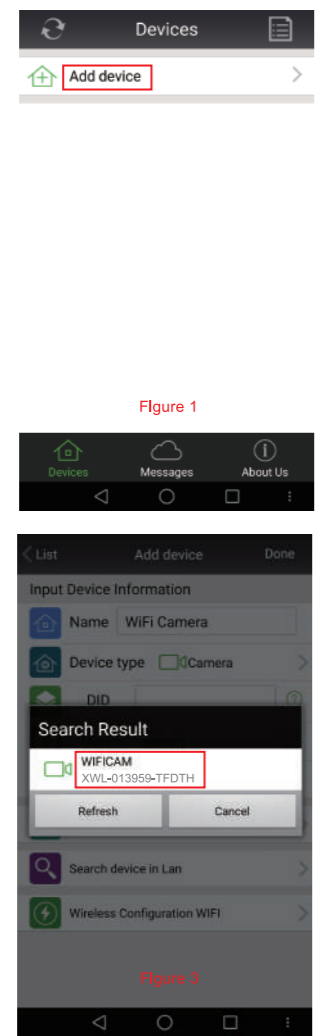 Devices
Add device
FIgure 1
Devices Messages About Us
List Add device Done
Input Device Information
Name WiFi Camera
Device type Camera
DID
Search Result
WIFICAM
XWL-013959-TFDTH
Refresh Cancel
Search device in Lan
Wireless Configuration WIFI
FIgure 3